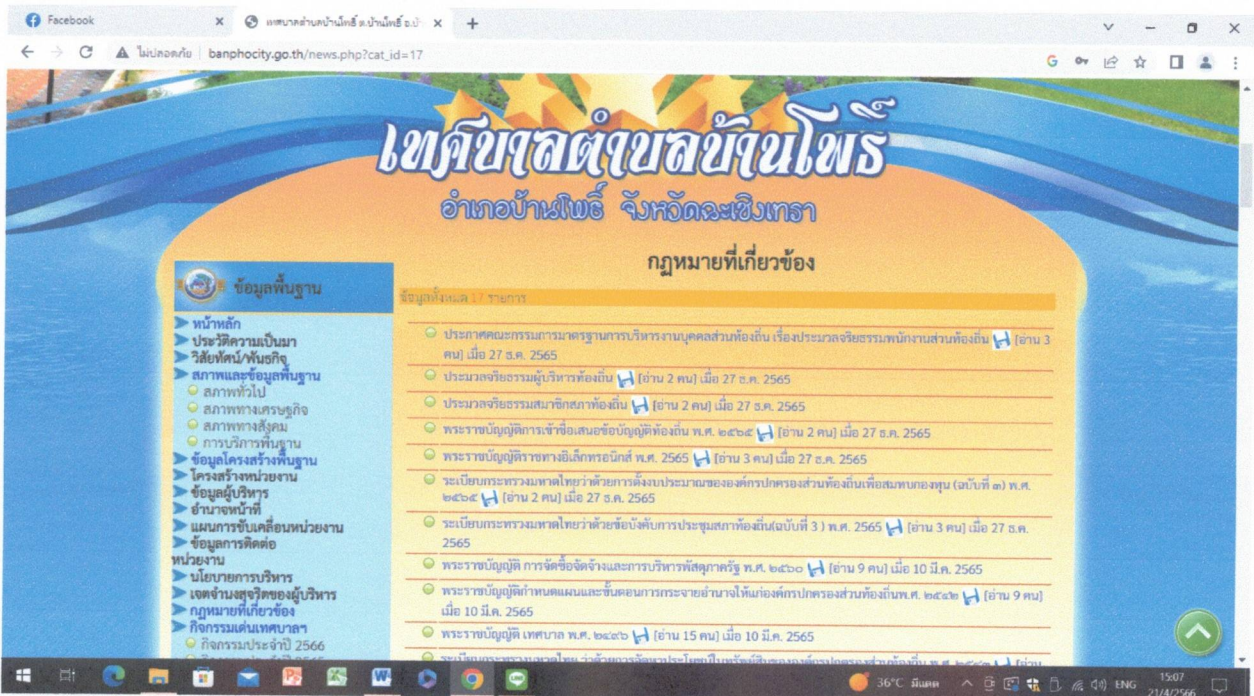 Facebook
เทศบาลตำบลบ้านโพธิ์ ต.บ้านโพธิ์ อ.บ้า
ไม่ปลอดภัย banphocity.go.th/news.php?cat_id=17
เทศบาลตำบลบ้านโพธิ์
อำเภอบ้านโพธิ์ จังหวัดฉะเชิงเทรา
กฎหมายที่เกี่ยวข้อง
ข้อมูลทั้งหมด 17 รายการ
ประกาศคณะกรรมการมาตรฐานการบริหารงานบุคคลส่วนท้องถิ่น เรื่องประมวลจริยธรรมพนักงานส่วนท้องถิ่น [อ่าน 3
คน] เมื่อ 27 ธ.ค. 2565
ประมวลจริยธรรมผู้บริหารท้องถิ่น [อ่าน 2 คน] เมื่อ 27 ธ.ค. 2565
ประมวลจริยธรรมสมาชิกสภาท้องถิ่น [อ่าน 2 คน] เมื่อ 27 ธ.ค. 2565
พระราชบัญญัติการเข้าชื่อเสนอข้อบัญญัติท้องถิ่น พ.ศ. ๒๕๖๕ [อ่าน 2 คน] เมื่อ 27 ธ.ค. 2565
พระราชบัญญัติราชทางอิเล็กทรอนิกส์ พ.ศ. 2565 [อ่าน 3 คน] เมื่อ 27 ธ.ค. 2565
ระเบียบกระทรวงมหาดไทยว่าด้วยการตั้งงบประมาณขององค์กรปกครองส่วนท้องถิ่นเพื่อสมทบกองทุน (ฉบับที่ ๓) พ.ศ.
๒๕๖๕ [อ่าน 2 คน] เมื่อ 27 ธ.ค. 2565
ระเบียบกระทรวงมหาดไทยว่าด้วยข้อบังคับการประชุมสภาท้องถิ่น(ฉบับที่ 3 ) พ.ศ. 2565 [อ่าน 3 คน] เมื่อ 27 ธ.ค.
2565
พระราชบัญญัติ การจัดซื้อจัดจ้างและการบริหารพัสดุภาครัฐ พ.ศ. ๒๕๖๐ [อ่าน 9 คน] เมื่อ 10 มี.ค. 2565
พระราชบัญญัติกำหนดแผนและขั้นตอนการกระจายอำนาจให้แก่องค์กรปกครองส่วนท้องถิ่นพ.ศ. ๒๕๔๒ [อ่าน 9 คน]
เมื่อ 10 มี.ค. 2565
พระราชบัญญัติ เทศบาล พ.ศ. ๒๔๙๖ [อ่าน 15 คน] เมื่อ 10 มี.ค. 2565
ข้อมูลพื้นฐาน
หน้าหลัก
ประวัติความเป็นมา
วิสัยทัศน์/พันธกิจ
สภาพและข้อมูลพื้นฐาน
สภาพทั่วไป
สภาพทางเศรษฐกิจ
สภาพทางสังคม
การบริการพื้นฐาน
ข้อมูลโครงสร้างพื้นฐาน
โครงสร้างหน่วยงาน
ข้อมูลผู้บริหาร
อำนาจหน้าที่
แผนการขับเคลื่อนหน่วยงาน
ข้อมูลการติดต่อ
หน่วยงาน
นโยบายการบริหาร
เจตจำนงสุจริตของผู้บริหาร
กฎหมายที่เกี่ยวข้อง
กิจกรรมเด่นเทศบาลฯ
กิจกรรมประจำปี 2566
36°C มีแดด ENG 15:07